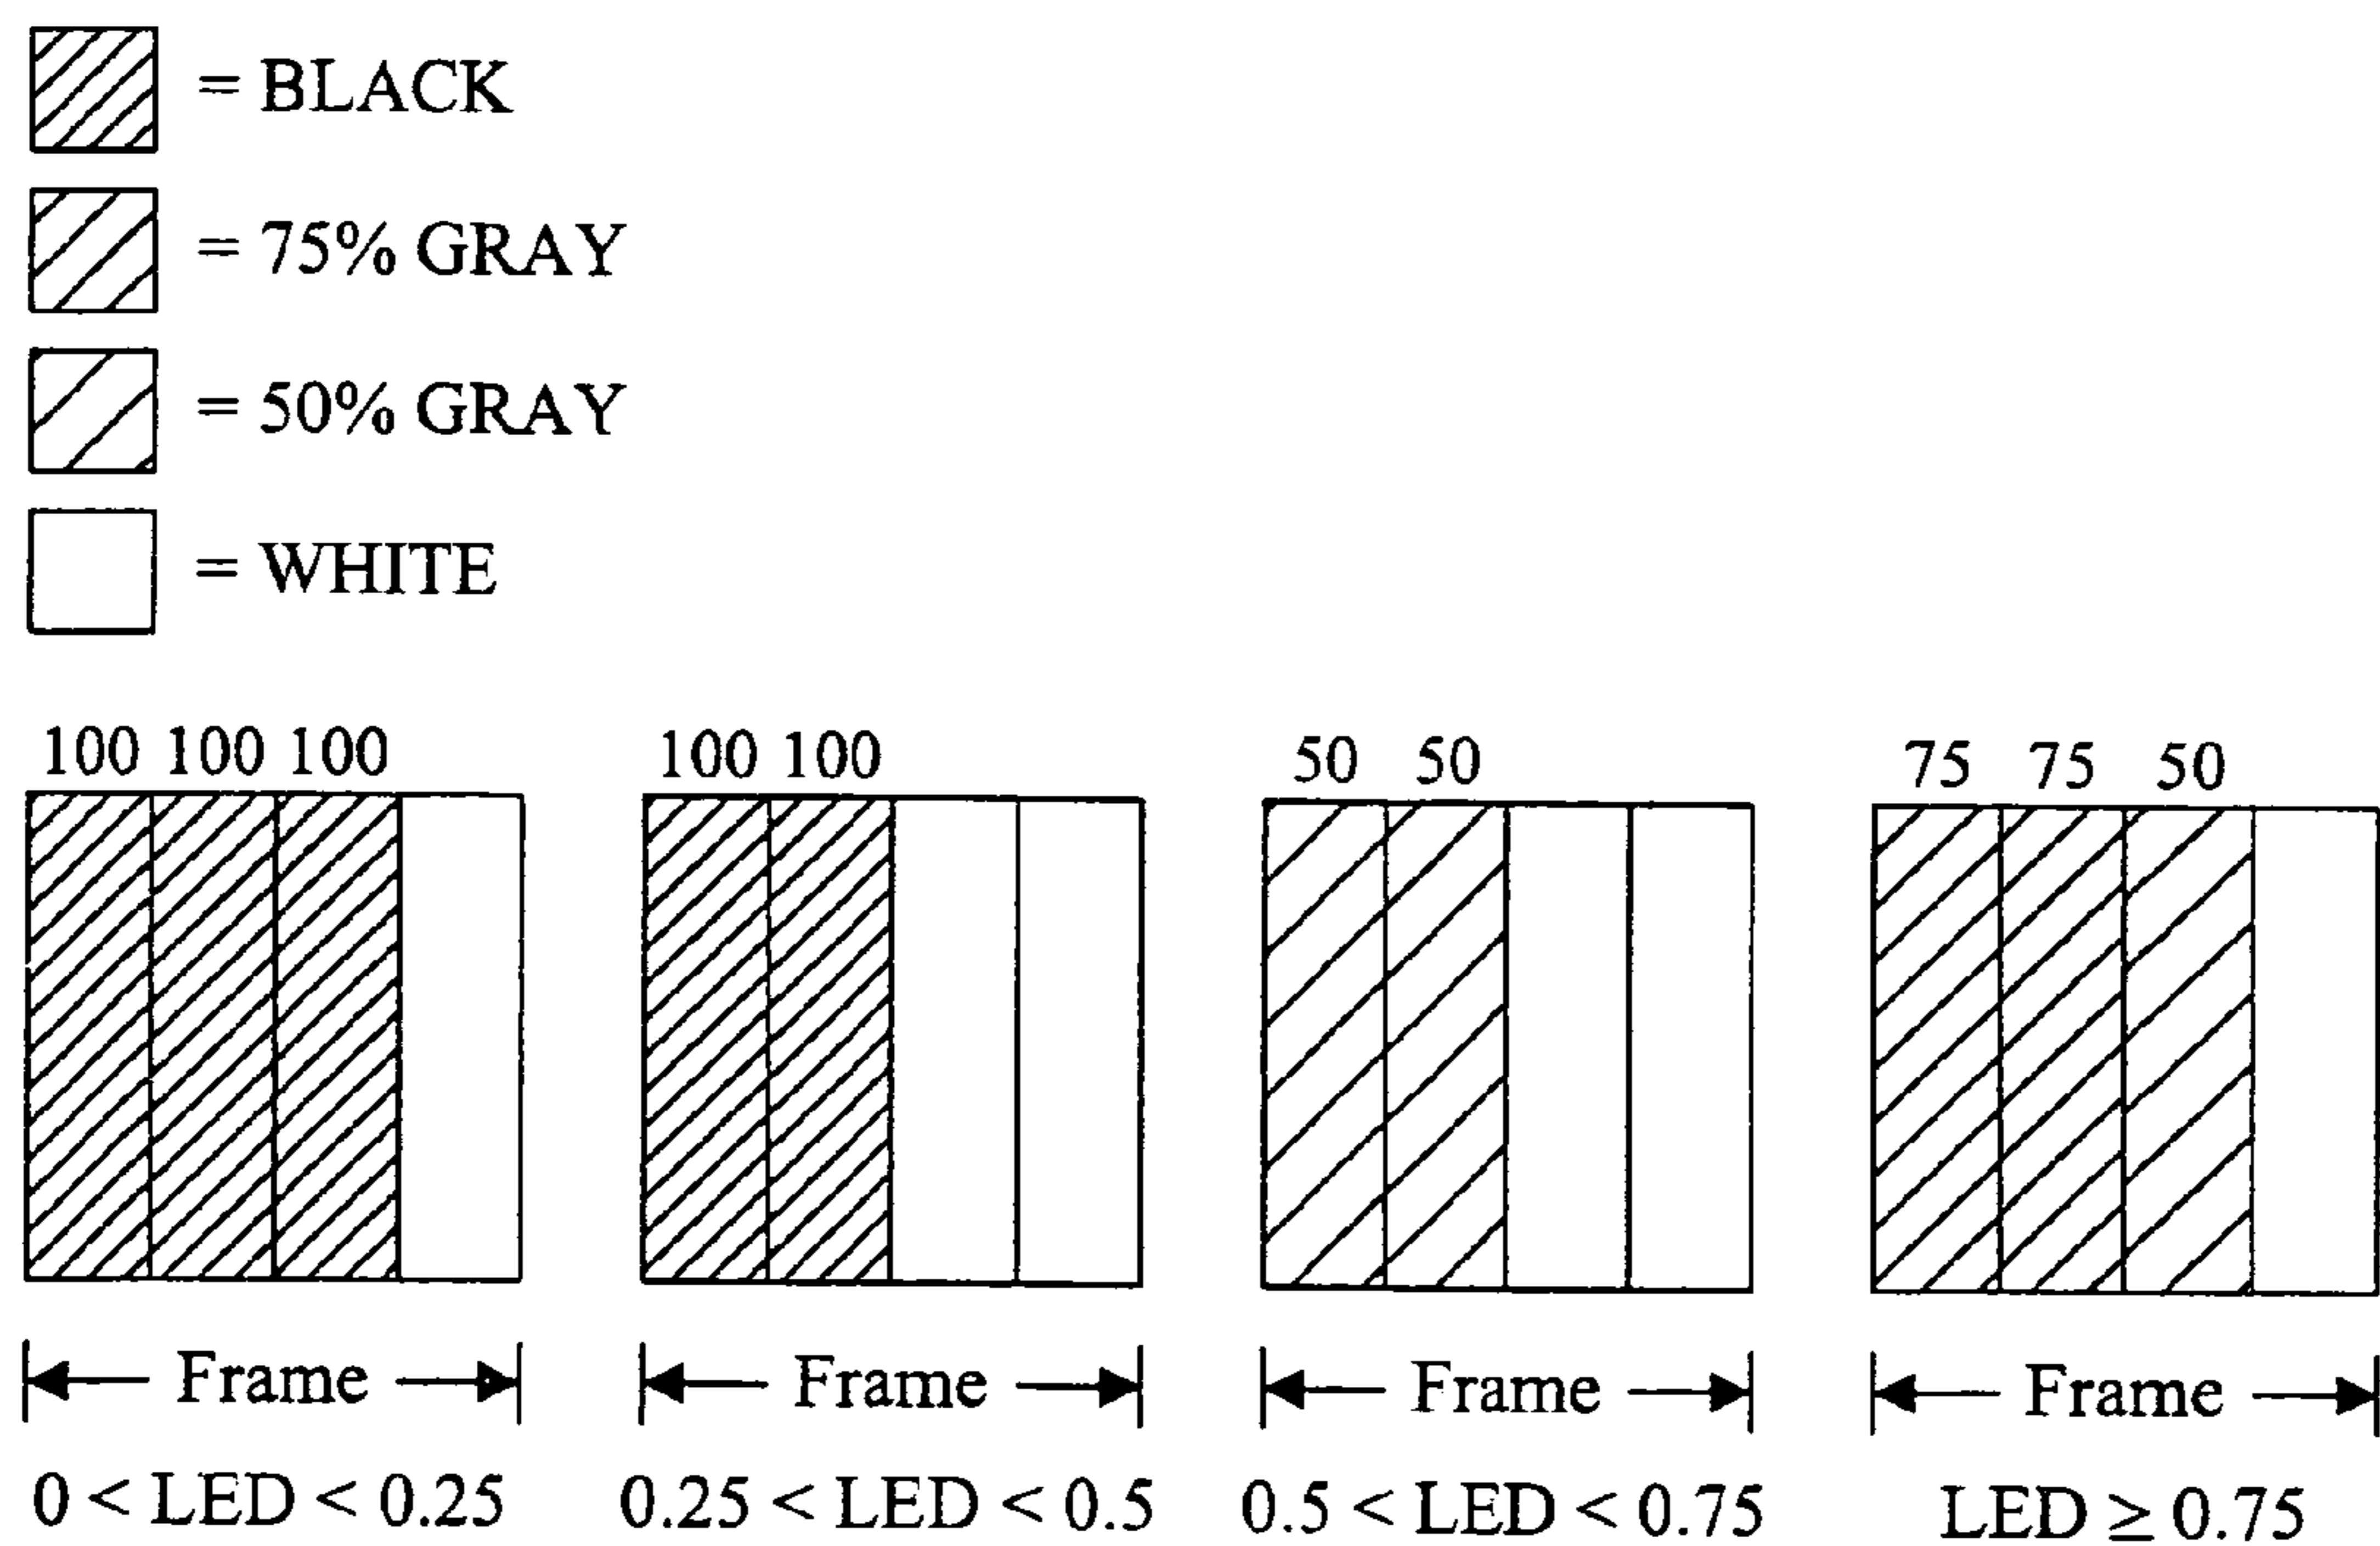 = BLACK
= 75% GRAY
= 50% GRAY
= WHITE
100 100 100
100 100
50 50
75 75 50
Frame
Frame
Frame
Frame
0 < LED < 0.25
0.25 < LED < 0.5
0.5 < LED < 0.75
LED ≥ 0.75